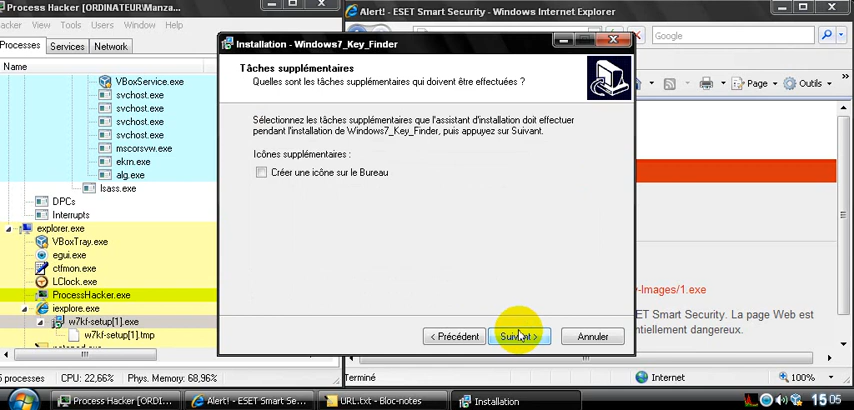 Process Hacker [ORDINATEUR\Manza...
Hacker View Tools Users Window Help
Processes Services Network
Name
VBoxService.exe
svchost.exe
svchost.exe
svchost.exe
svchost.exe
mscorsvw.exe
ekrn.exe
alg.exe
lsass.exe
DPCs
Interrupts
explorer.exe
VBoxTray.exe
egui.exe
ctfmon.exe
LClock.exe
ProcessHacker.exe
iexplore.exe
w7kf-setup[1].exe
w7kf-setup[1].tmp
processes CPU: 22,66% Phys. Memory: 68,96%
Alert! - ESET Smart Security - Windows Internet Explorer
Google
Page Outils
y-Images/1.exe
ET Smart Security. La page Web est
entiellement dangereux.
Terminé Internet 100%
Installation - Windows7_Key_Finder
Tâches supplémentaires
Quelles sont les tâches supplémentaires qui doivent être effectuées ?
Sélectionnez les tâches supplémentaires que l'assistant d'installation doit effectuer
pendant l'installation de Windows7_Key_Finder, puis appuyez sur Suivant.
Icônes supplémentaires :
Créer une icône sur le Bureau
< Précédent Suivant > Annuler
Process Hacker [ORD... Alert! - ESET Smart Se... URL.txt - Bloc-notes Installation 15 05